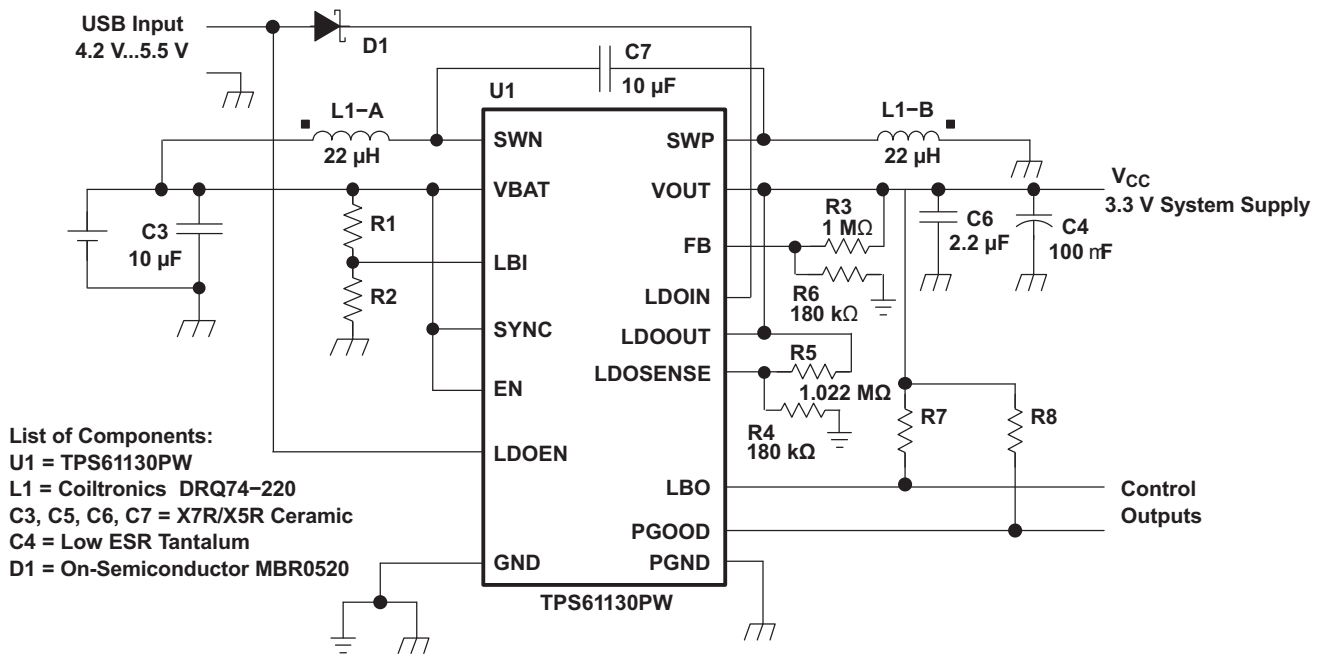 USB Input
4.2 V...5.5 V
D1
C7
10 µF
U1
L1−A
22 µH
L1−B
22 µH
SWN
SWP
VBAT
VOUT
VCC
3.3 V System Supply
C3
10 µF
R1
R2
LBI
SYNC
EN
LDOEN
GND
FB
LDOIN
LDOOUT
LDOSENSE
LBO
PGOOD
PGND
R3
1 MΩ
R6
180 kΩ
C6
2.2 µF
C4
100 mF
R5
1.022 MΩ
R4
180 kΩ
R7
R8
Control
Outputs
TPS61130PW
List of Components:
U1 = TPS61130PW
L1 = Coiltronics DRQ74−220
C3, C5, C6, C7 = X7R/X5R Ceramic
C4 = Low ESR Tantalum
D1 = On-Semiconductor MBR0520